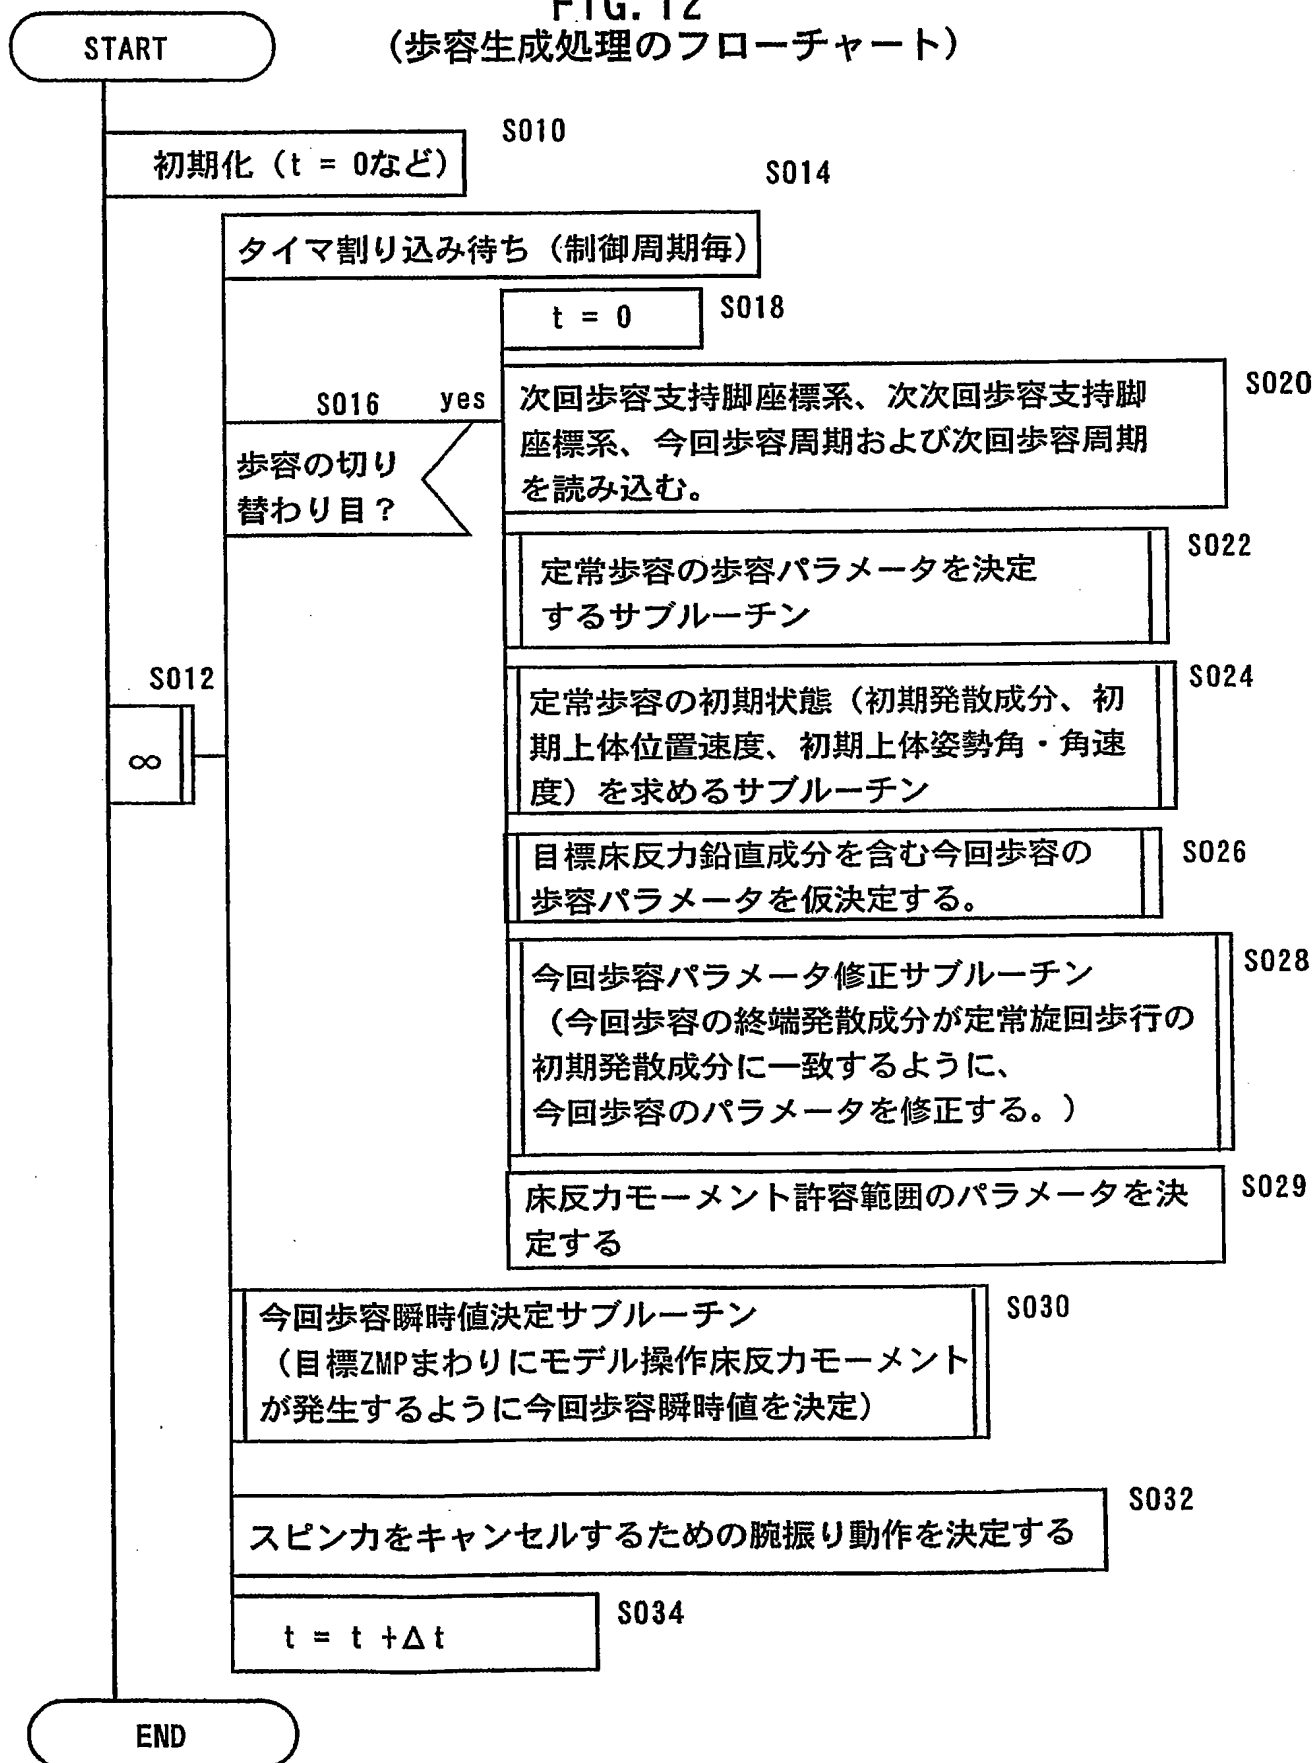 FIG. 12
(歩容生成処理のフローチャート)
START
S010
初期化 (t = 0など)
S014
タイマ割り込み待ち (制御周期毎)
S018
t = 0
S016
yes
歩容の切り
替わり目?
S020
次回歩容支持脚座標系、次次回歩容支持脚
座標系、今回歩容周期および次回歩容周期
を読み込む。
S022
定常歩容の歩容パラメータを決定
するサブルーチン
S012
∞
S024
定常歩容の初期状態 (初期発散成分、初
期上体位置速度、初期上体姿勢角・角速
度) を求めるサブルーチン
S026
目標床反力鉛直成分を含む今回歩容の
歩容パラメータを仮決定する。
S028
今回歩容パラメータ修正サブルーチン
(今回歩容の終端発散成分が定常旋回歩行の
初期発散成分に一致するように、
今回歩容のパラメータを修正する。)
S029
床反力モーメント許容範囲のパラメータを決
定する
S030
今回歩容瞬時値決定サブルーチン
(目標ZMPまわりにモデル操作床反力モーメント
が発生するように今回歩容瞬時値を決定)
S032
スピン力をキャンセルするための腕振り動作を決定する
S034
t = t +Δt
END